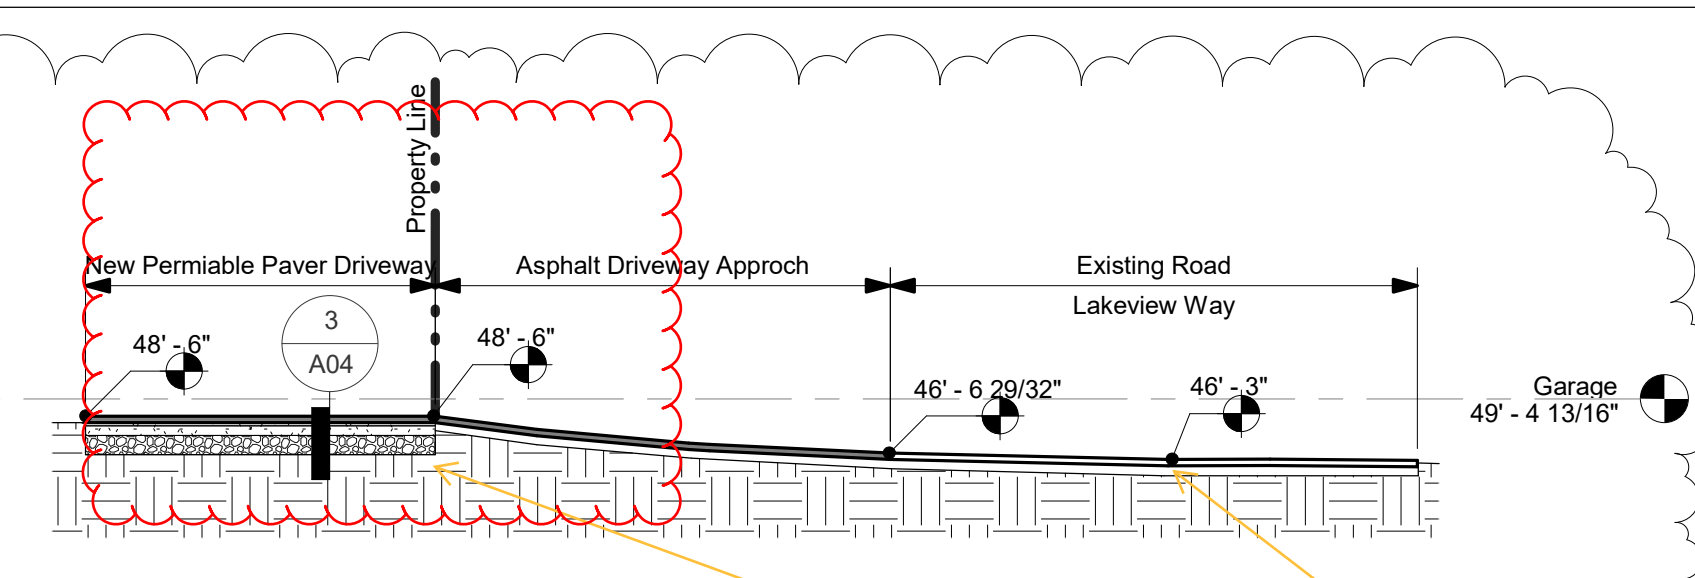 Property Line
New Permiable Paver Driveway
Asphalt Driveway Approch
Existing Road
Lakeview Way
3
A04
48' - 6"
48' - 6"
46' - 6 29/32"
46' - 3"
Garage
49' - 4 13/16"